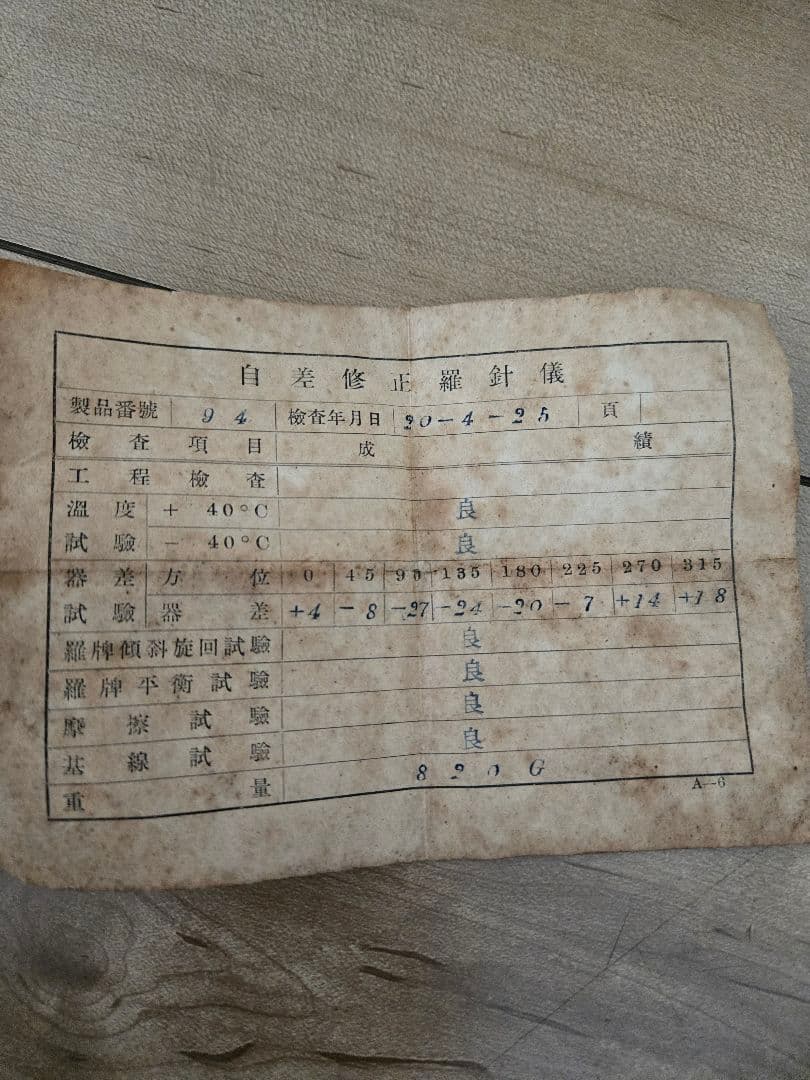 自差修正羅針儀
製品番號 94 檢査年月日 20-4-25 頁
檢査項目 成績
工程檢査
溫度試驗 + 40°C 良
- 40°C 良
器差試驗 方位 0 45 90 135 180 225 270 315
器差 +4 -8 -27 -24 -20 -7 +14 +18
羅牌傾斜旋回試驗 良
羅牌平衡試驗 良
摩擦試驗 良
基線試驗 良
重量 820 G
A-6